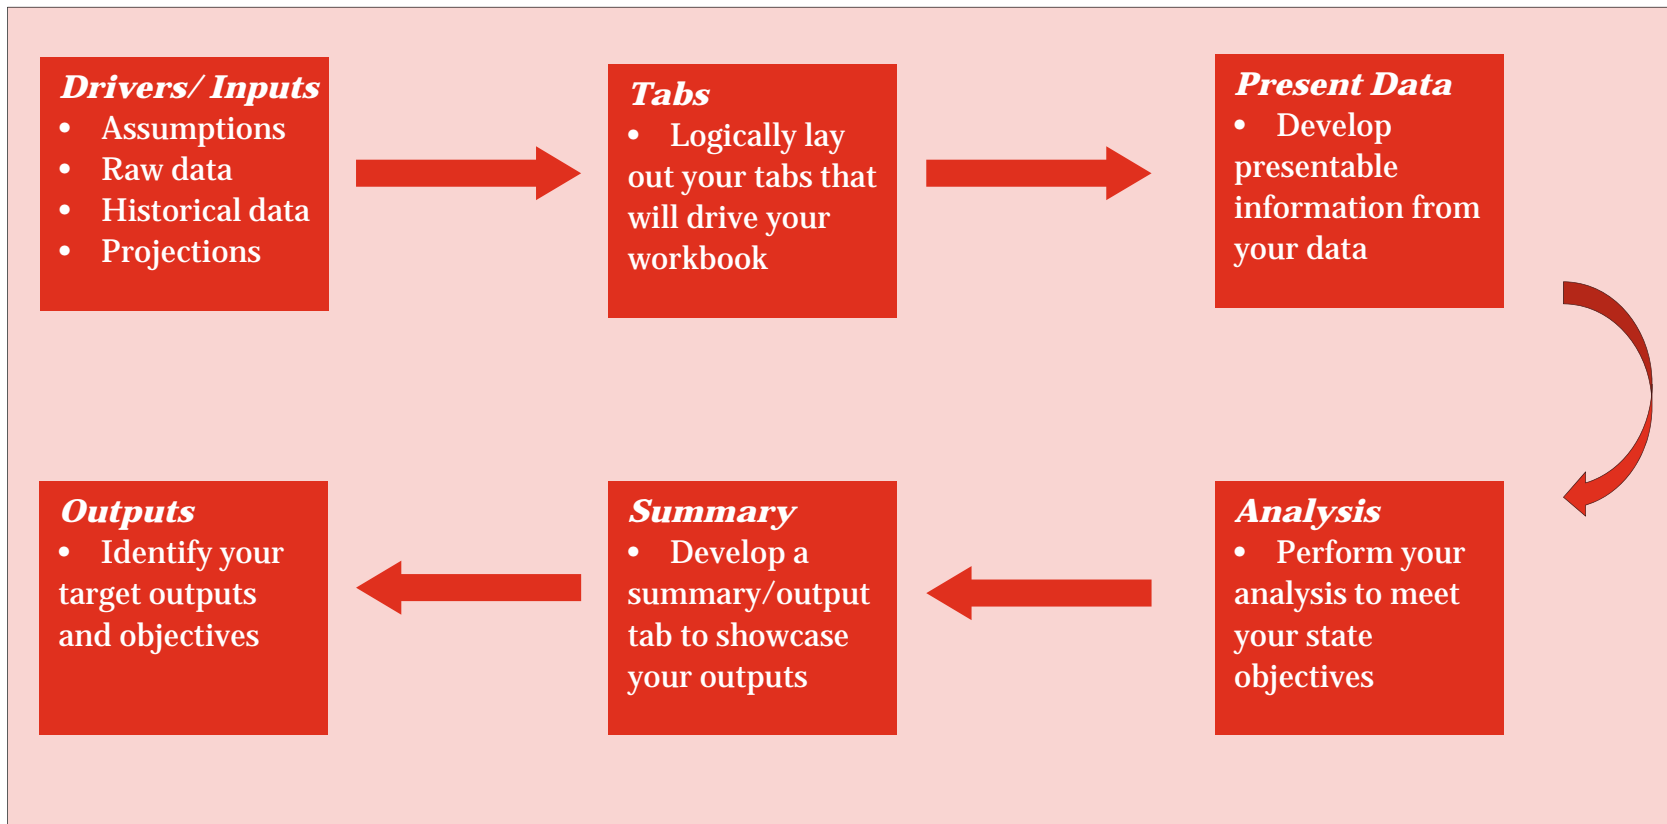 Drivers/ Inputs
• Assumptions
• Raw data
• Historical data
• Projections
Tabs
• Logically lay
out your tabs that
will drive your
workbook
Present Data
• Develop
presentable
information from
your data
Analysis
• Perform your
analysis to meet
your state
objectives
Summary
• Develop a
summary/output
tab to showcase
your outputs
Outputs
• Identify your
target outputs
and objectives